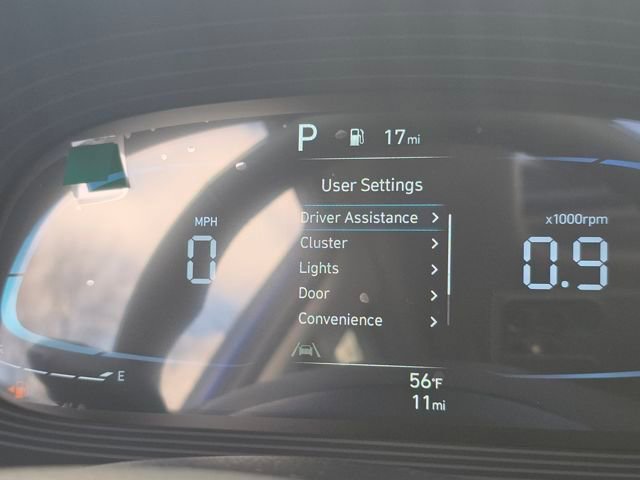 P 17mi
User Settings
Driver Assistance >
Cluster >
Lights >
Door >
Convenience >
MPH
0
x1000rpm
0.9
E
56°F
11mi